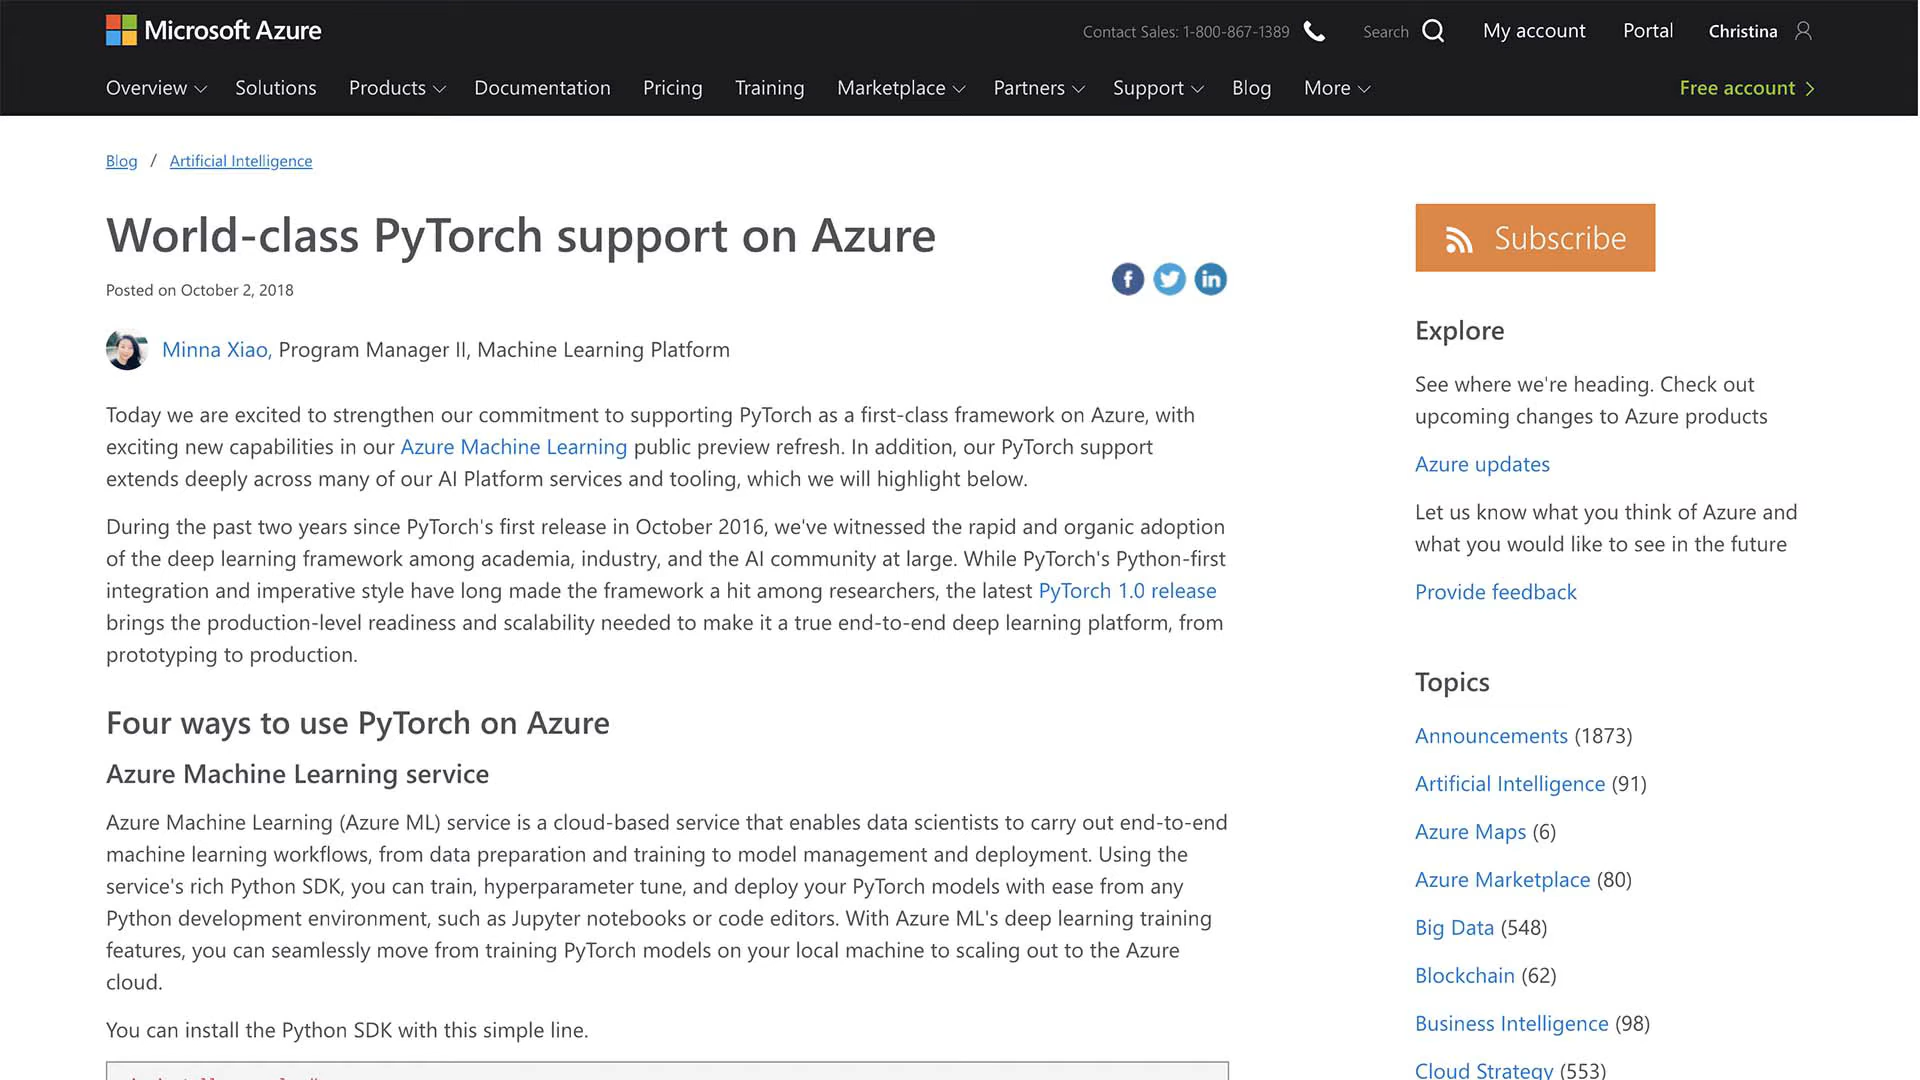 Microsoft Azure
Contact Sales: 1-800-867-1389
Search
My account
Portal
Christina
Overview
Solutions
Products
Documentation
Pricing
Training
Marketplace
Partners
Support
Blog
More
Free account
Blog / Artificial Intelligence
World-class PyTorch support on Azure
Posted on October 2, 2018
Minna Xiao, Program Manager II, Machine Learning Platform
Today we are excited to strengthen our commitment to supporting PyTorch as a first-class framework on Azure, with
exciting new capabilities in our Azure Machine Learning public preview refresh. In addition, our PyTorch support
extends deeply across many of our AI Platform services and tooling, which we will highlight below.
During the past two years since PyTorch's first release in October 2016, we've witnessed the rapid and organic adoption
of the deep learning framework among academia, industry, and the AI community at large. While PyTorch's Python-first
integration and imperative style have long made the framework a hit among researchers, the latest PyTorch 1.0 release
brings the production-level readiness and scalability needed to make it a true end-to-end deep learning platform, from
prototyping to production.
Four ways to use PyTorch on Azure
Azure Machine Learning service
Azure Machine Learning (Azure ML) service is a cloud-based service that enables data scientists to carry out end-to-end
machine learning workflows, from data preparation and training to model management and deployment. Using the
service's rich Python SDK, you can train, hyperparameter tune, and deploy your PyTorch models with ease from any
Python development environment, such as Jupyter notebooks or code editors. With Azure ML's deep learning training
features, you can seamlessly move from training PyTorch models on your local machine to scaling out to the Azure
cloud.
You can install the Python SDK with this simple line.
Subscribe
Explore
See where we're heading. Check out
upcoming changes to Azure products
Azure updates
Let us know what you think of Azure and
what you would like to see in the future
Provide feedback
Topics
Announcements (1873)
Artificial Intelligence (91)
Azure Maps (6)
Azure Marketplace (80)
Big Data (548)
Blockchain (62)
Business Intelligence (98)
Cloud Strategy (553)